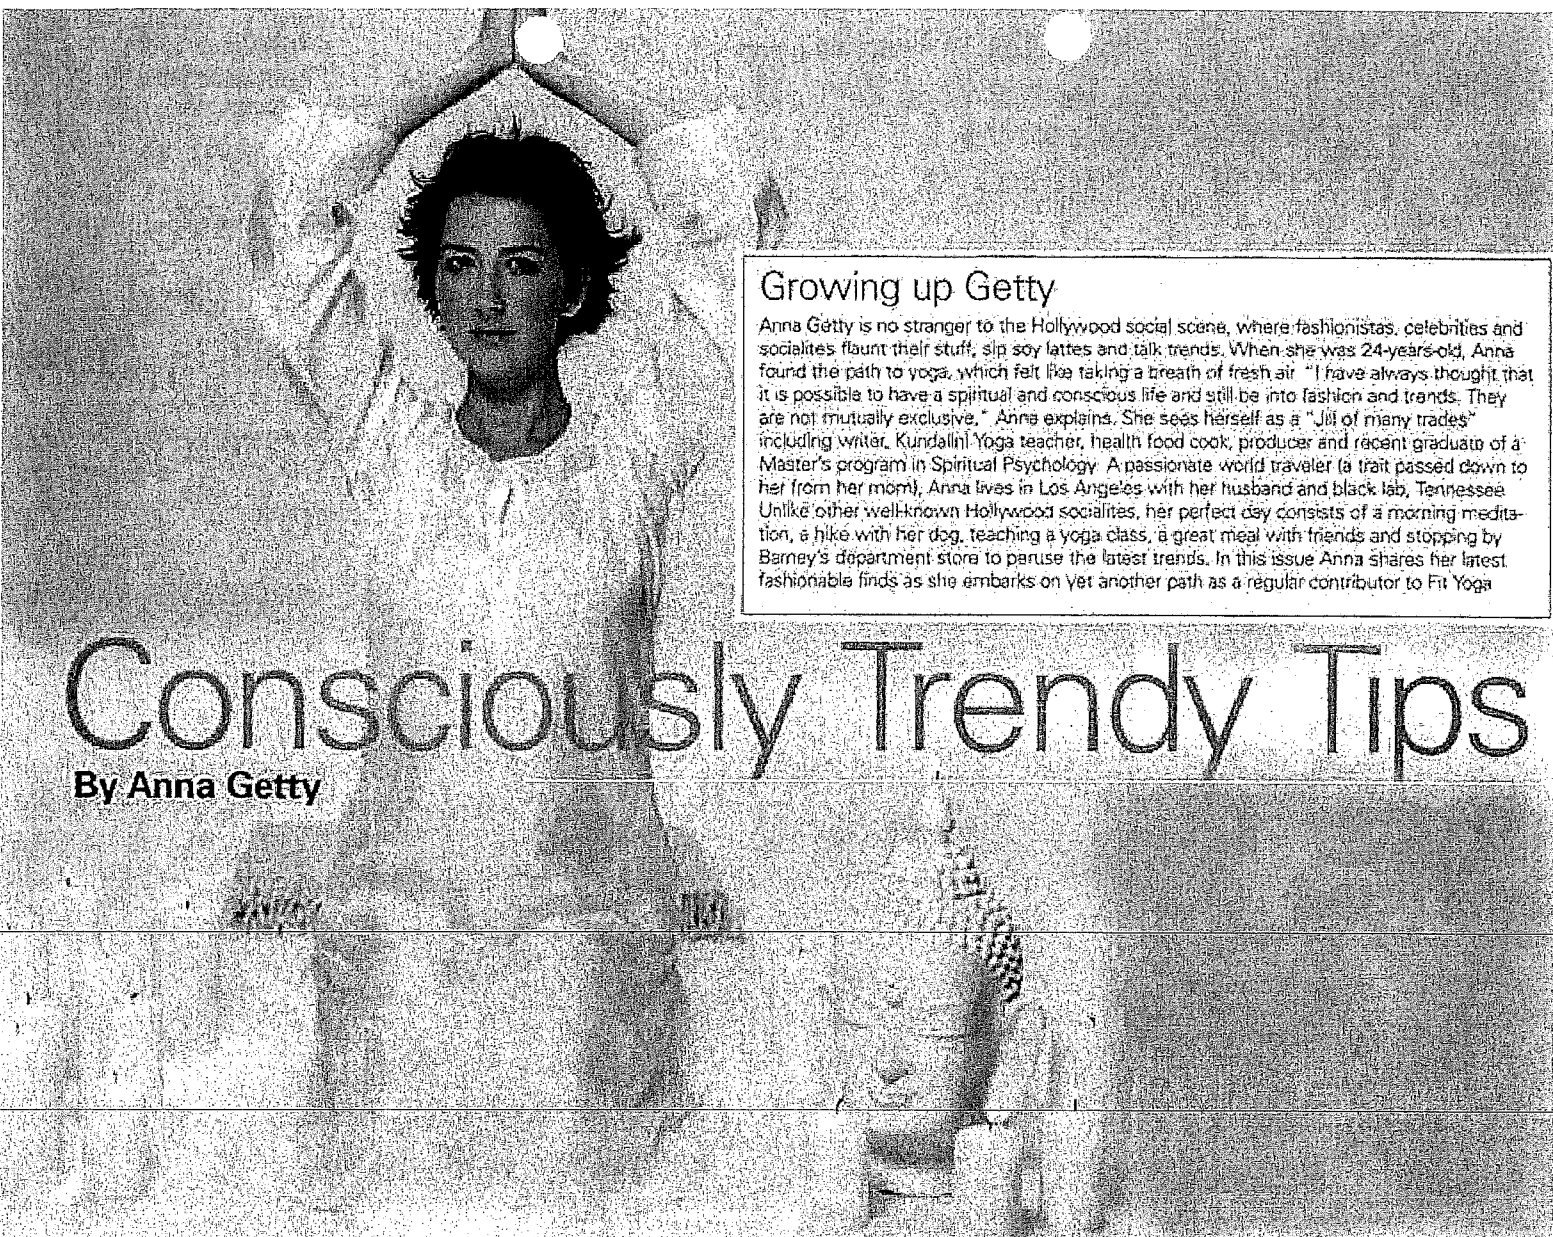 Growing up Getty
Anna Getty is no stranger to the Hollywood social scene, where fashionistas, celebrities and
socialites flaunt their stuff, sip soy lattes and talk trends. When she was 24-years-old, Anna
found the path to yoga, which felt like taking a breath of fresh air. "I have always thought that
it is possible to have a spiritual and conscious life and still be into fashion and trends. They
are not mutually exclusive," Anna explains. She sees herself as a "Jill of many trades"
including writer, Kundalini Yoga teacher, health food cook, producer and recent graduate of a
Master's program in Spiritual Psychology. A passionate world traveler (a trait passed down to
her from her mom), Anna lives in Los Angeles with her husband and black lab, Tennessee.
Unlike other well-known Hollywood socialites, her perfect day consists of a morning medita-
tion, a hike with her dog, teaching a yoga class, a great meal with friends and stopping by
Barney's department store to peruse the latest trends. In this issue Anna shares her latest
fashionable finds as she embarks on yet another path as a regular contributor to Fit Yoga
Consciously Trendy Tips
By Anna Getty